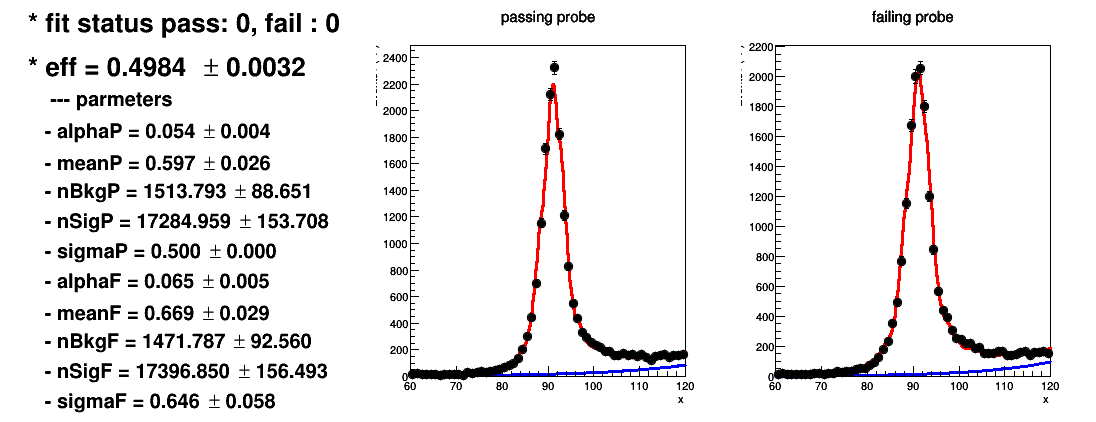 * fit status pass: 0, fail : 0
* eff = 0.4984 ± 0.0032
--- parmeters
- alphaP = 0.054 ± 0.004
- meanP = 0.597 ± 0.026
- nBkgP = 1513.793 ± 88.651
- nSigP = 17284.959 ± 153.708
- sigmaP = 0.500 ± 0.000
- alphaF = 0.065 ± 0.005
- meanF = 0.669 ± 0.029
- nBkgF = 1471.787 ± 92.560
- nSigF = 17396.850 ± 156.493
- sigmaF = 0.646 ± 0.058
passing probe
2400
2200
2000
1800
1600
1400
1200
1000
800
600
400
200
0
60 70 80 90 100 110 120
x
failing probe
2200
2000
1800
1600
1400
1200
1000
800
600
400
200
0
60 70 80 90 100 110 120
x